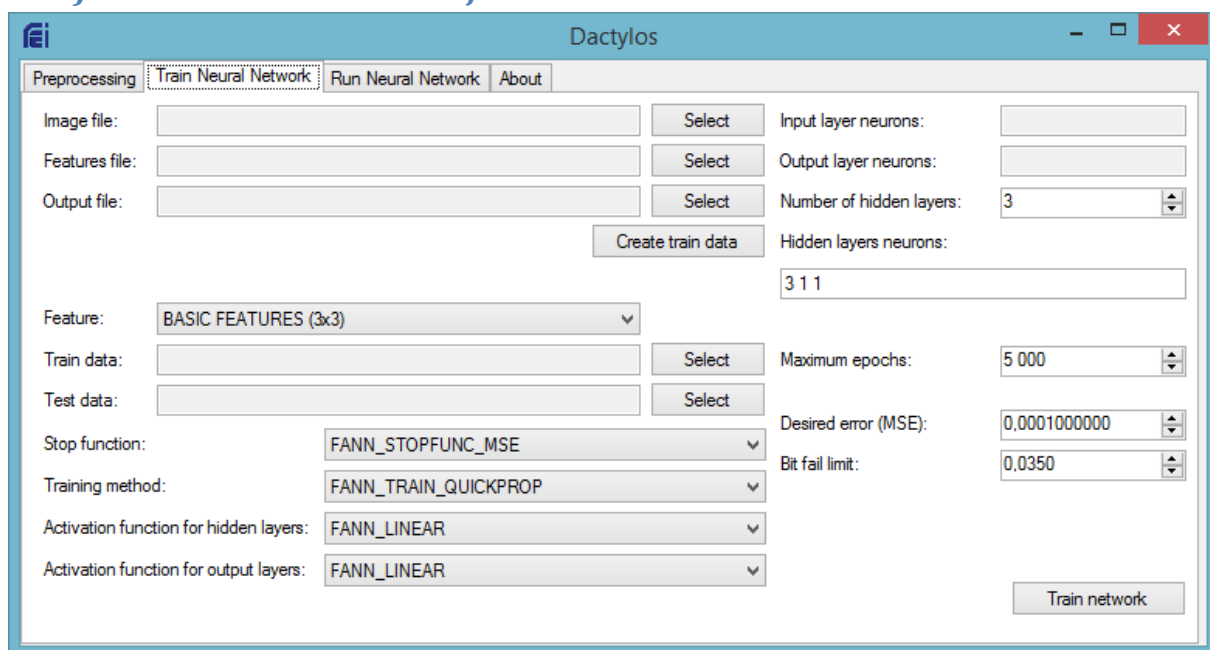 Dactylos
Preprocessing Train Neural Network Run Neural Network About
Image file: Select
Features file: Select
Output file: Select
Create train data
Feature: BASIC FEATURES (3x3)
Train data: Select
Test data: Select
Stop function: FANN_STOPFUNC_MSE
Training method: FANN_TRAIN_QUICKPROP
Activation function for hidden layers: FANN_LINEAR
Activation function for output layers: FANN_LINEAR
Input layer neurons:
Output layer neurons:
Number of hidden layers: 3
Hidden layers neurons:
3 1 1
Maximum epochs: 5 000
Desired error (MSE): 0,0001000000
Bit fail limit: 0,0350
Train network